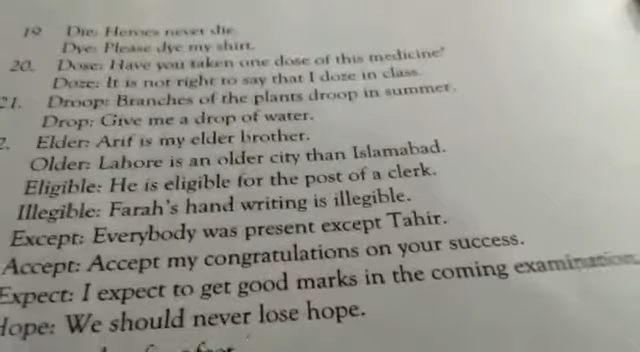 19. Die: Heroes never die.
Dye: Please dye my shirt.
20. Dose: Have you taken one dose of this medicine?
Doze: It is not right to say that I doze in class.
21. Droop: Branches of the plants droop in summer.
Drop: Give me a drop of water.
2. Elder: Arif is my elder brother.
Older: Lahore is an older city than Islamabad.
Eligible: He is eligible for the post of a clerk.
Illegible: Farah's hand writing is illegible.
Except: Everybody was present except Tahir.
Accept: Accept my congratulations on your success.
Expect: I expect to get good marks in the coming examination.
Hope: We should never lose hope.